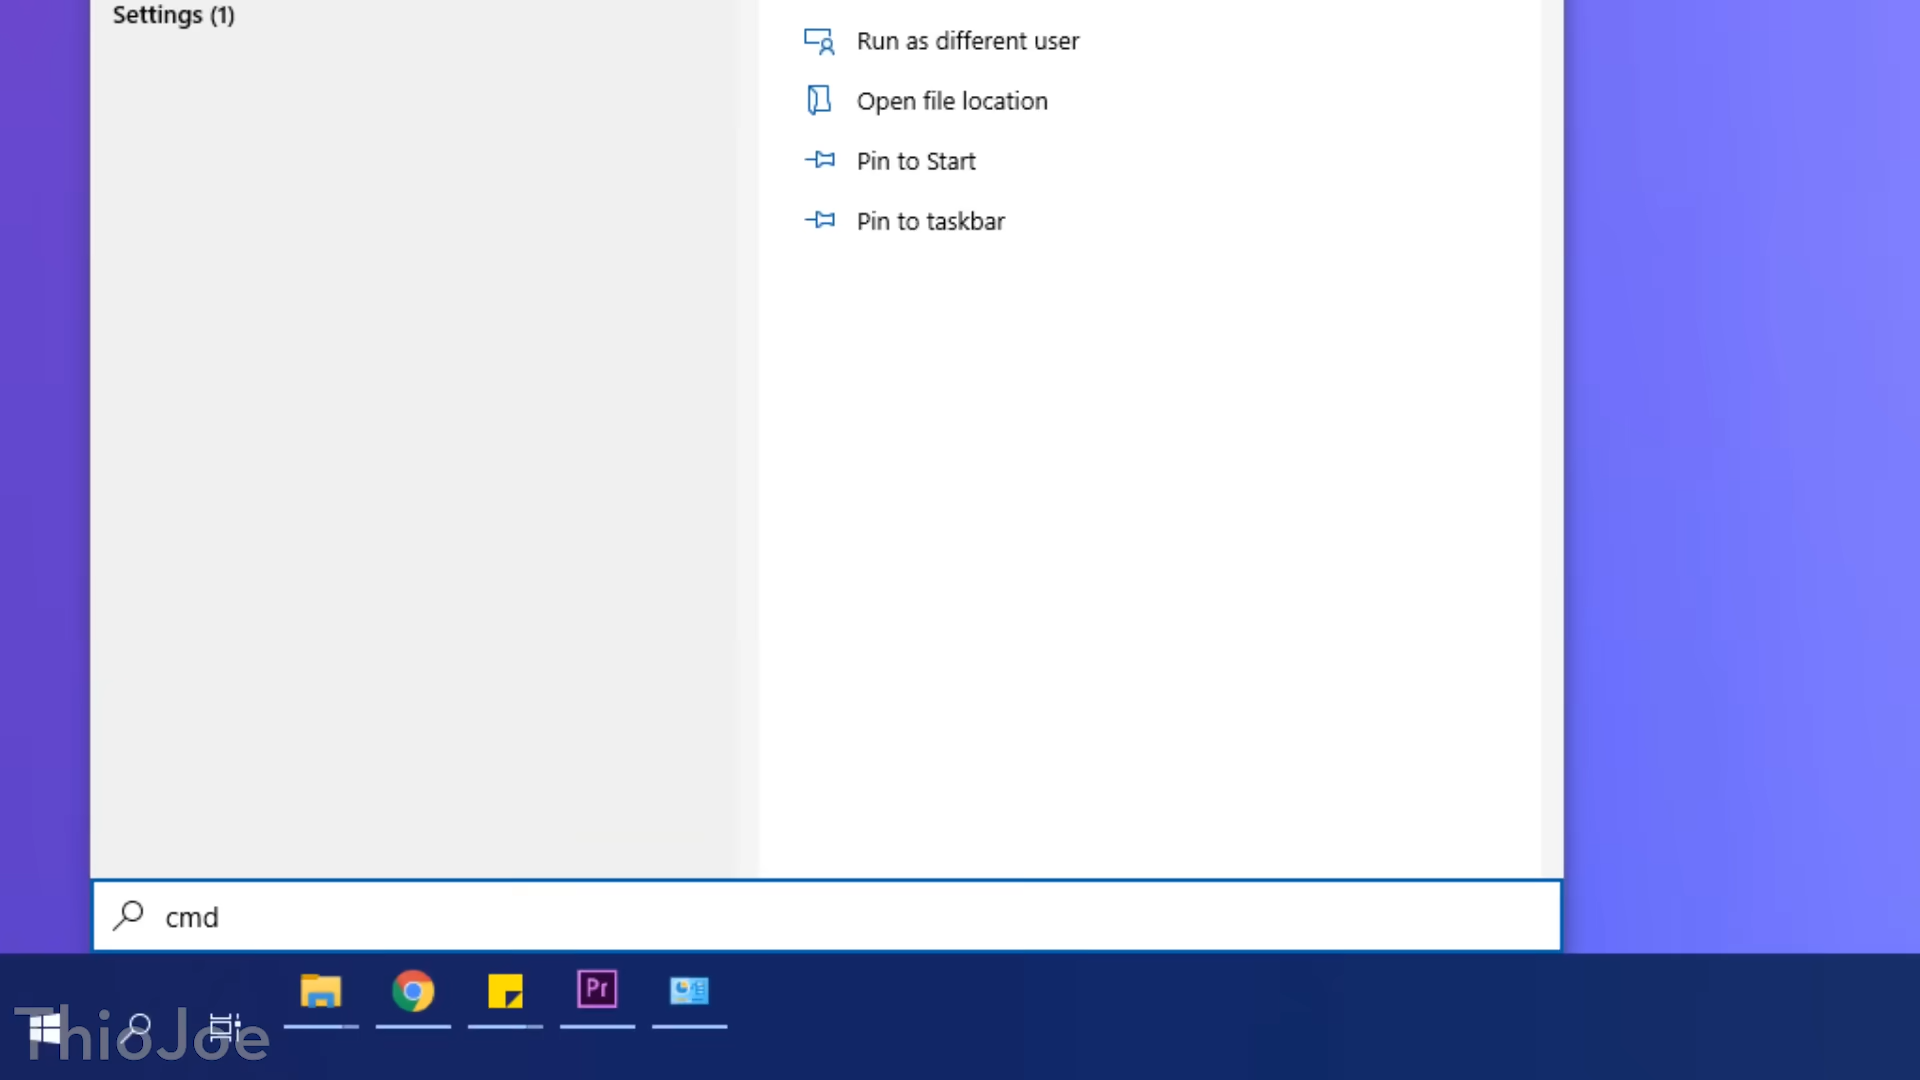 Settings (1)
Run as different user
Open file location
Pin to Start
Pin to taskbar
cmd
Pr
ThioJoe